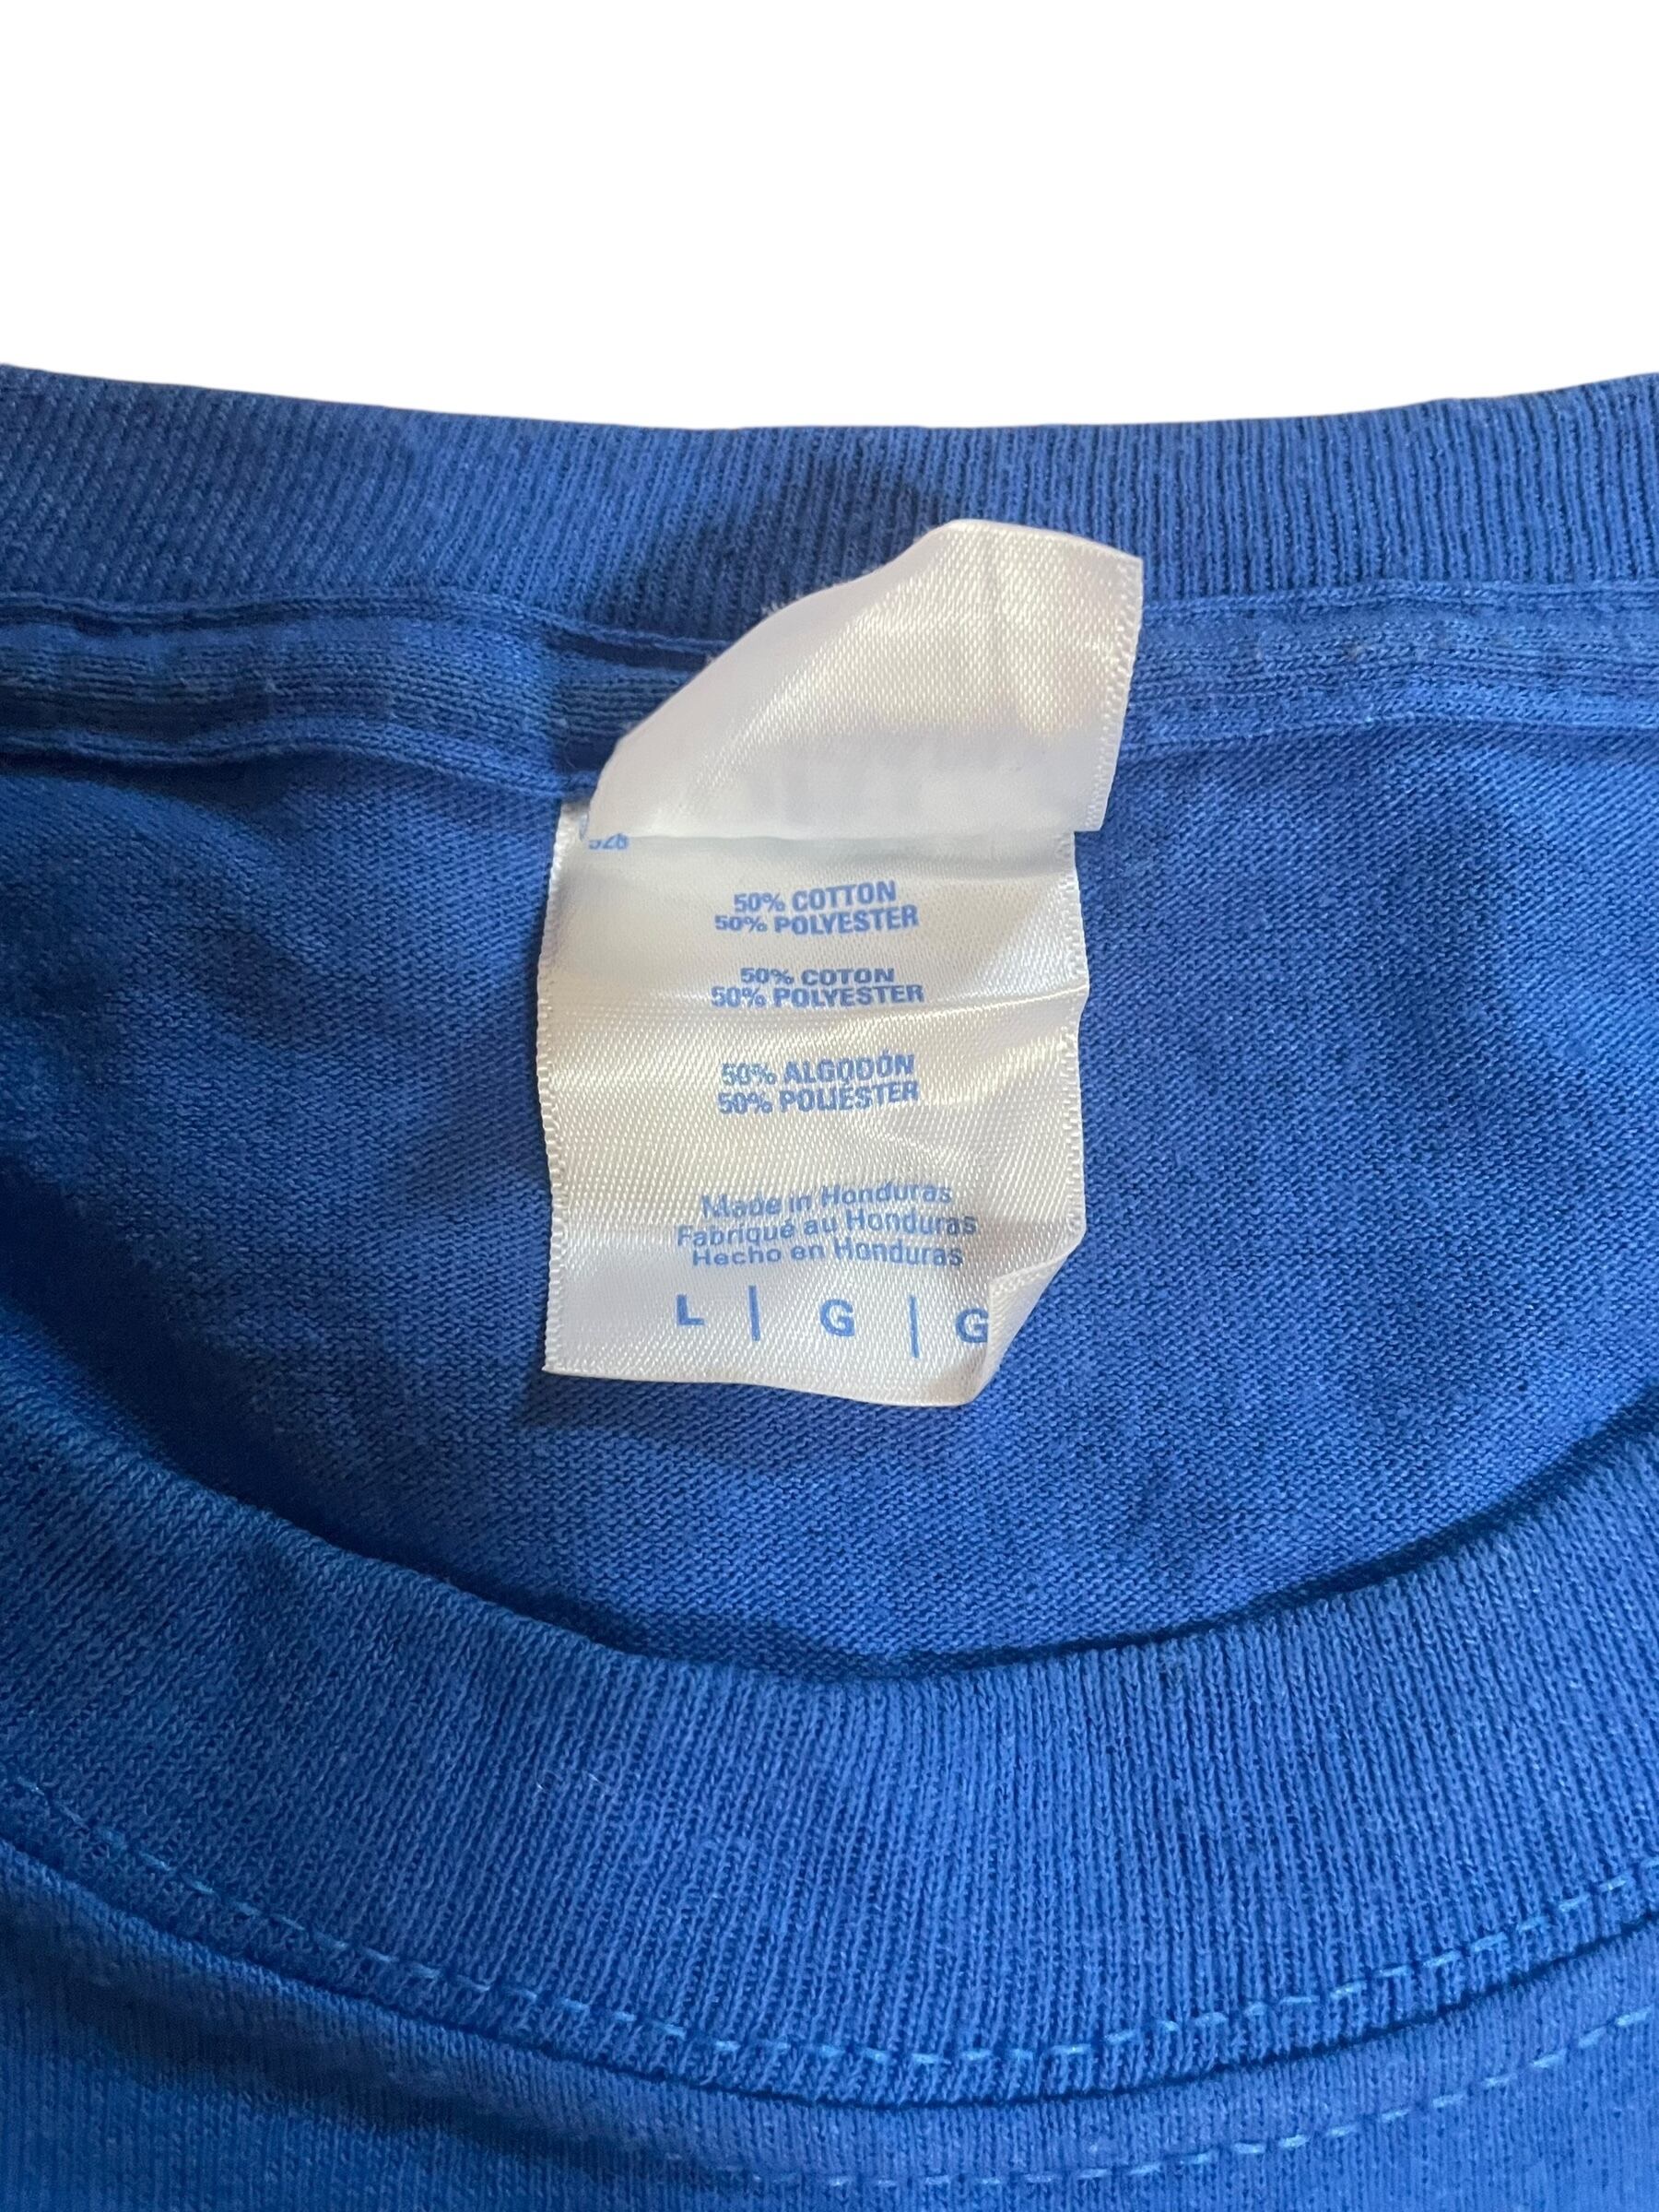 50% COTTON
50% POLYESTER
50% COTON
50% POLYESTER
50% ALGODÓN
50% POLIÉSTER
Made in Honduras
Fabriqué au Honduras
Hecho en Honduras
L | G | G